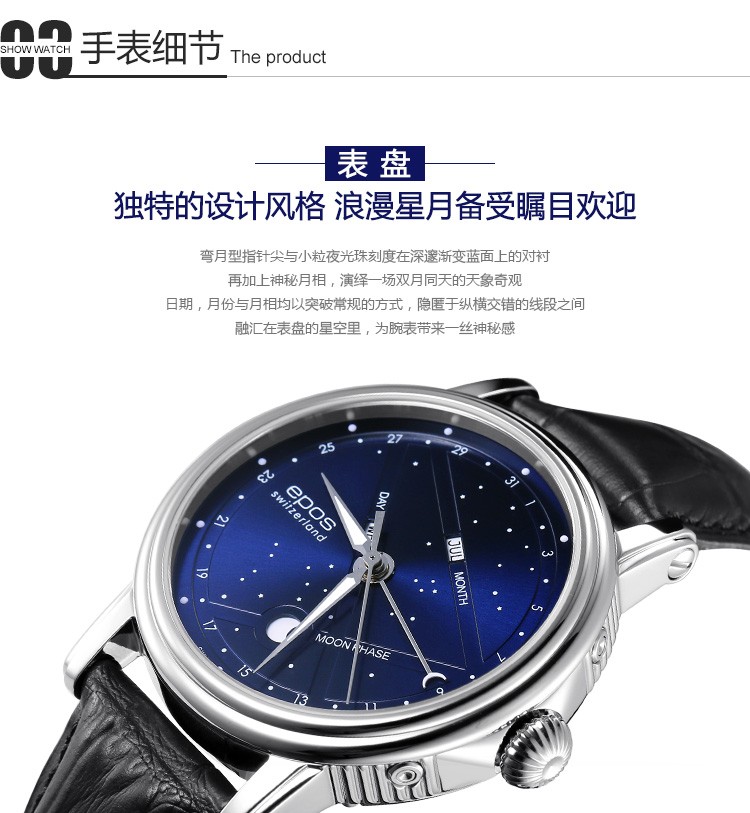 03
SHOW WATCH
手表细节
The product
表盘
独特的设计风格 浪漫星月备受瞩目欢迎
弯月型指针尖与小粒夜光珠刻度在深邃渐变蓝面上的对衬
再加上神秘月相，演绎一场双月同天的天象奇观
日期，月份与月相均以突破常规的方式，隐匿于纵横交错的线段之间
融汇在表盘的星空里，为腕表带来一丝神秘感
epos
switzerland
DAY
JUL
MONTH
MOON PHASE
1
3
5
7
9
11
13
15
17
19
21
23
25
27
29
31